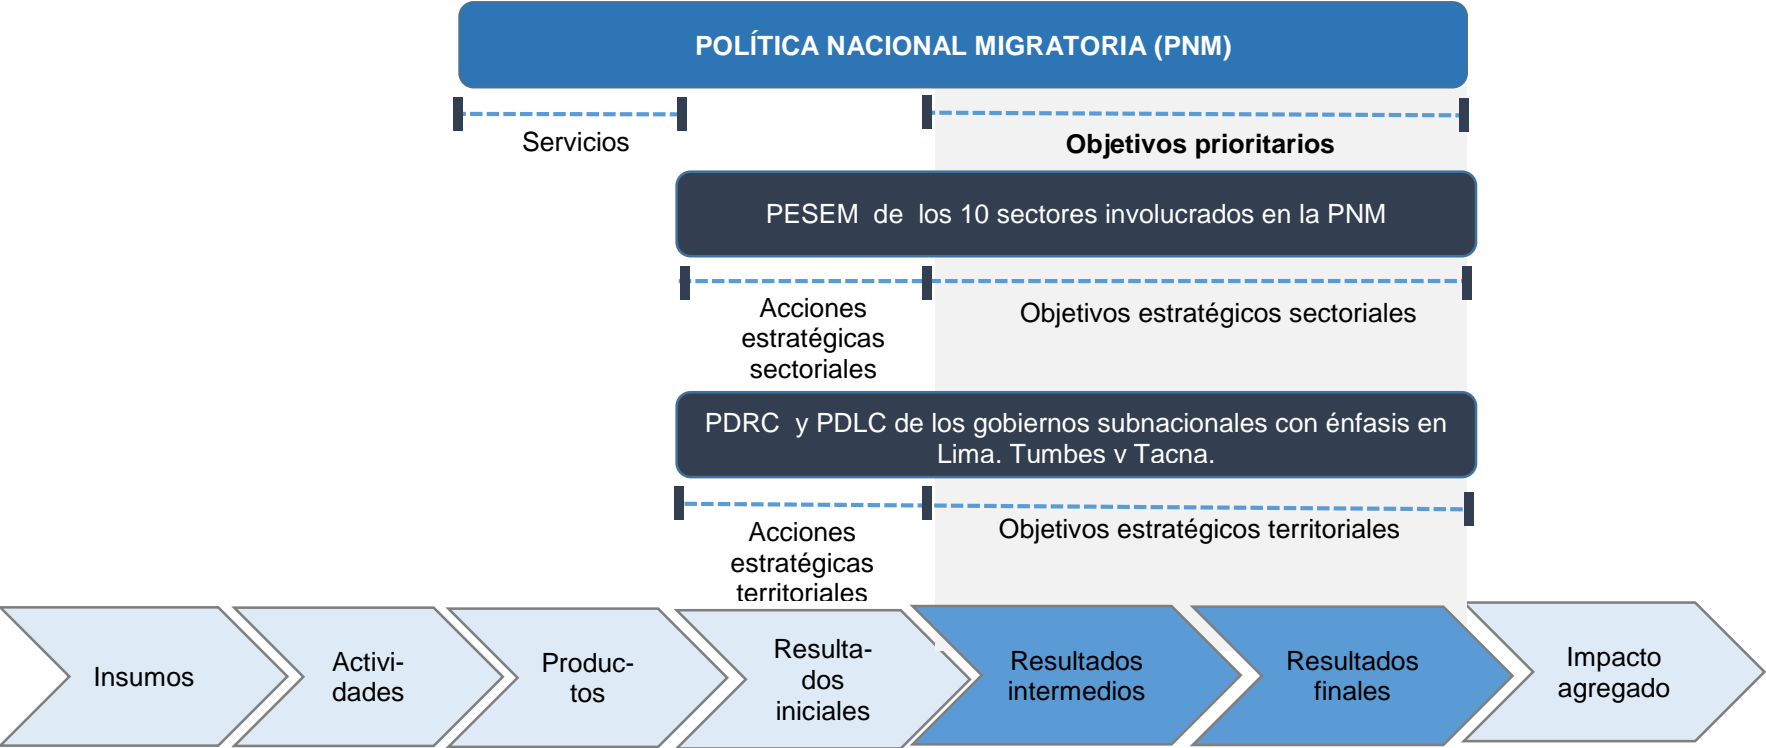 POLÍTICA NACIONAL MIGRATORIA (PNM)
Servicios
Objetivos prioritarios
PESEM de los 10 sectores involucrados en la PNM
Acciones
estratégicas
sectoriales
Objetivos estratégicos sectoriales
PDRC y PDLC de los gobiernos subnacionales con énfasis en
Lima. Tumbes y Tacna.
Acciones
estratégicas
territoriales
Objetivos estratégicos territoriales
Insumos
Activi-
dades
Produc-
tos
Resulta-
dos
iniciales
Resultados
intermedios
Resultados
finales
Impacto
agregado